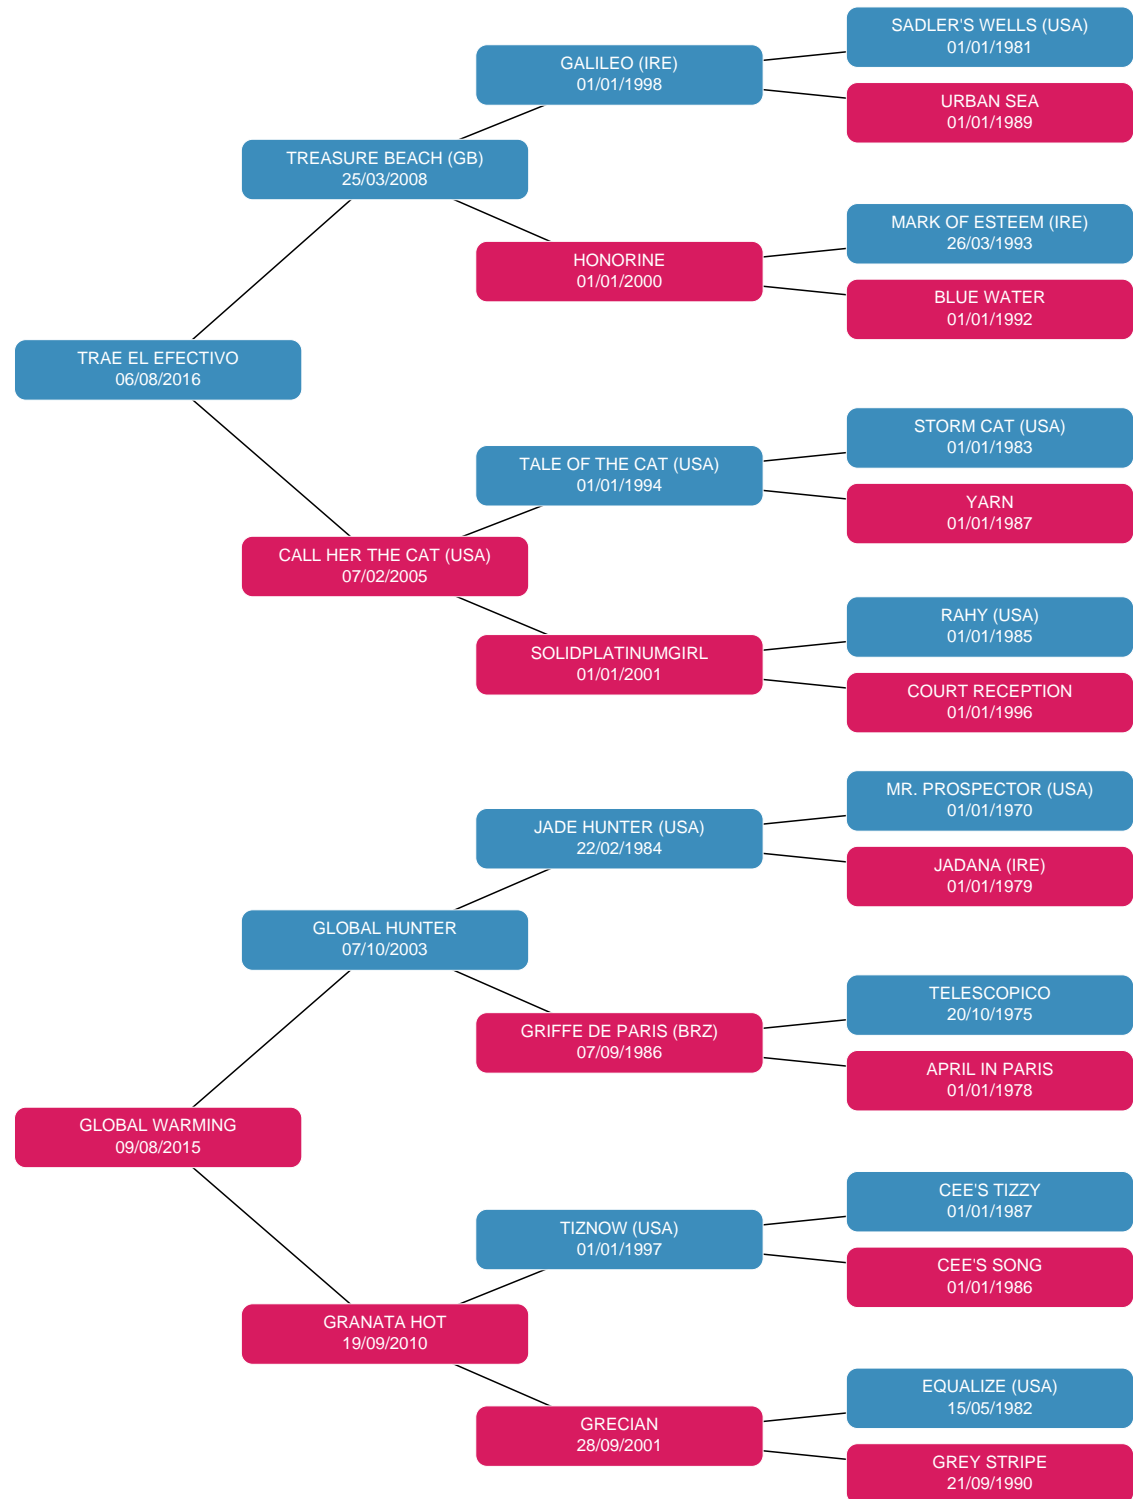 SADLER'S WELLS (USA)
01/01/1981
GALILEO (IRE)
01/01/1998
URBAN SEA
01/01/1989
TREASURE BEACH (GB)
25/03/2008
MARK OF ESTEEM (IRE)
26/03/1993
HONORINE
01/01/2000
BLUE WATER
01/01/1992
TRAE EL EFECTIVO
06/08/2016
STORM CAT (USA)
01/01/1983
TALE OF THE CAT (USA)
01/01/1994
YARN
01/01/1987
CALL HER THE CAT (USA)
07/02/2005
RAHY (USA)
01/01/1985
SOLIDPLATINUMGIRL
01/01/2001
COURT RECEPTION
01/01/1996
MR. PROSPECTOR (USA)
01/01/1970
JADE HUNTER (USA)
22/02/1984
JADANA (IRE)
01/01/1979
GLOBAL HUNTER
07/10/2003
TELESCOPICO
20/10/1975
GRIFFE DE PARIS (BRZ)
07/09/1986
APRIL IN PARIS
01/01/1978
GLOBAL WARMING
09/08/2015
CEE'S TIZZY
01/01/1987
TIZNOW (USA)
01/01/1997
CEE'S SONG
01/01/1986
GRANATA HOT
19/09/2010
EQUALIZE (USA)
15/05/1982
GRECIAN
28/09/2001
GREY STRIPE
21/09/1990